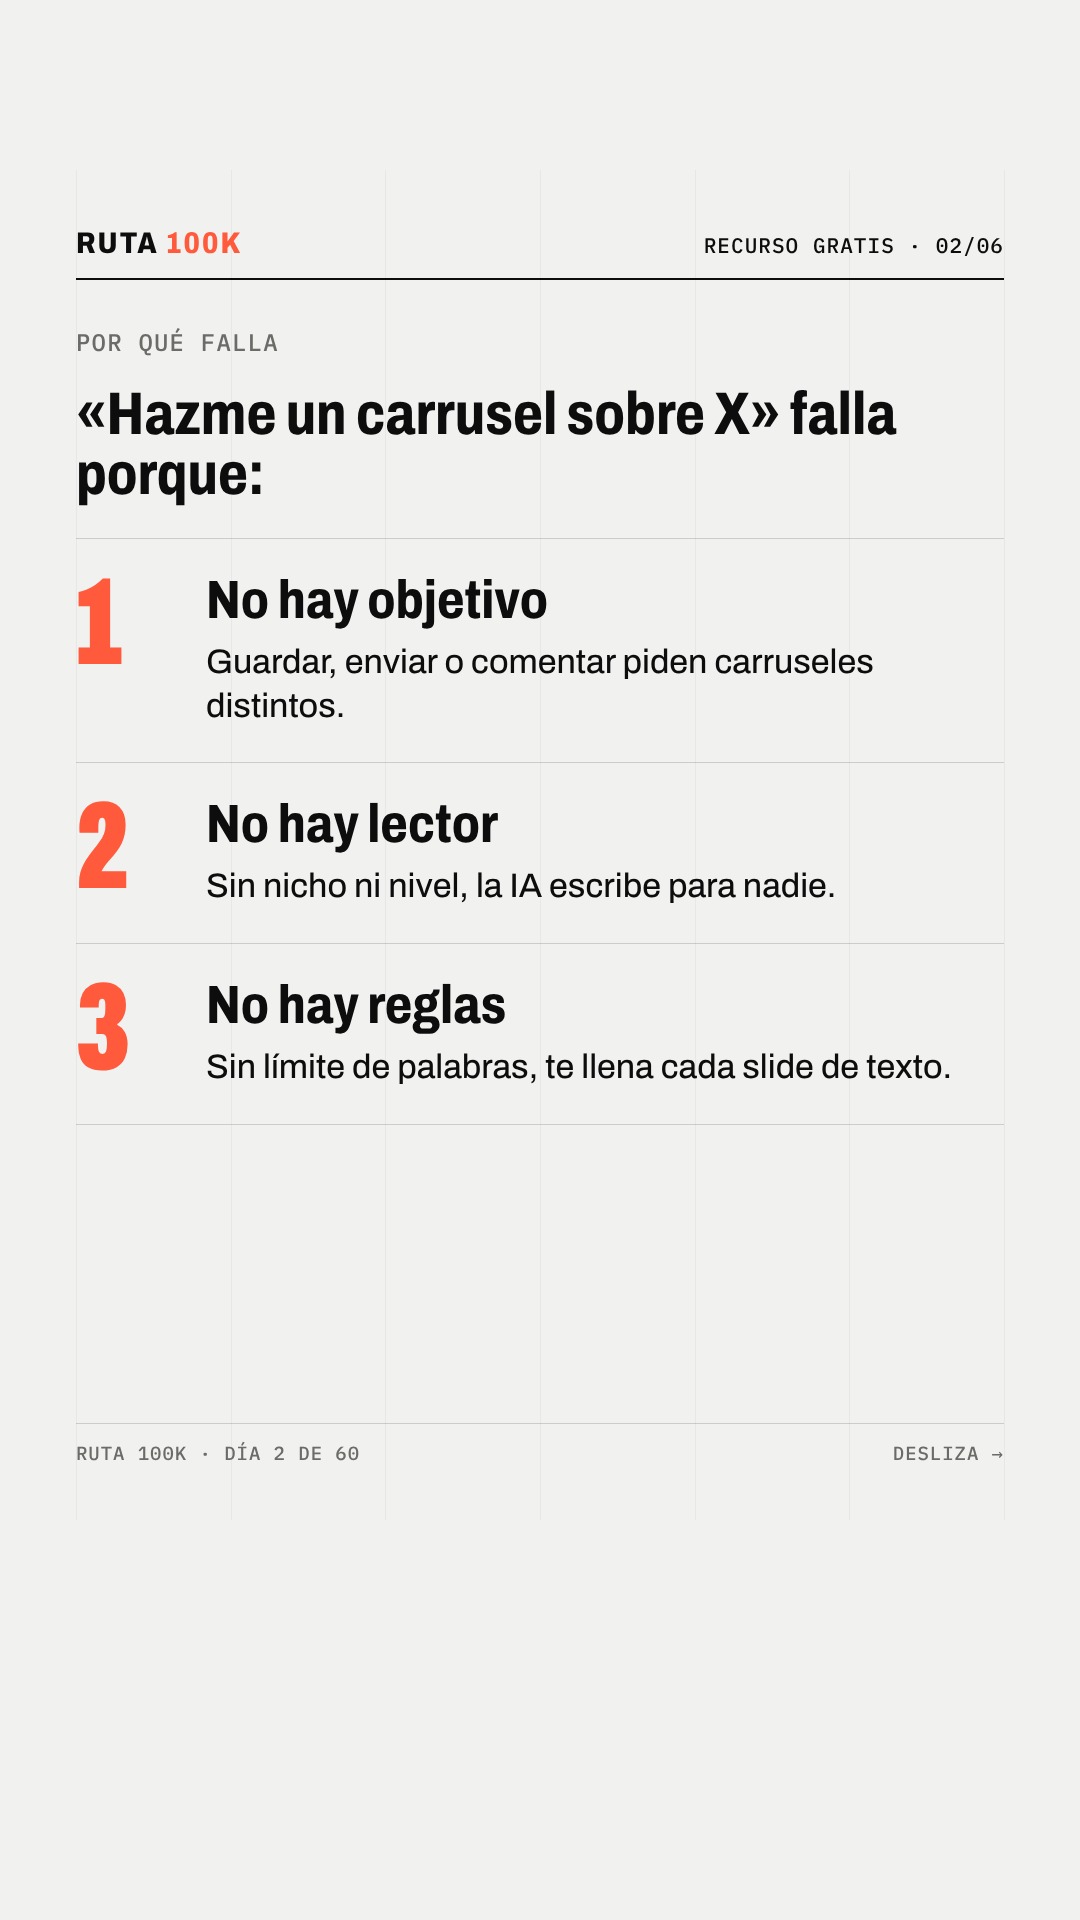 RUTA 100K
RECURSO GRATIS · 02/06
POR QUÉ FALLA
«Hazme un carrusel sobre X» falla
porque:
1
No hay objetivo
Guardar, enviar o comentar piden carruseles
distintos.
2
No hay lector
Sin nicho ni nivel, la IA escribe para nadie.
3
No hay reglas
Sin límite de palabras, te llena cada slide de texto.
RUTA 100K · DÍA 2 DE 60
DESLIZA →